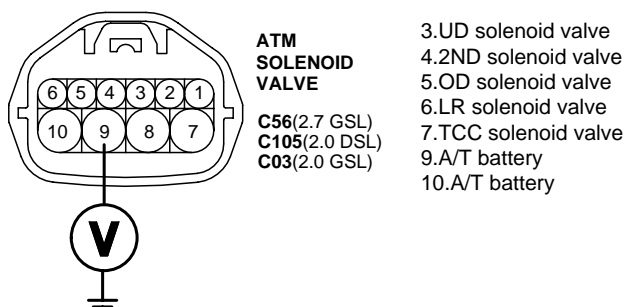 6 5 4 3 2 1
10 9 8 7
V
ATM
SOLENOID
VALVE
C56(2.7 GSL)
C105(2.0 DSL)
C03(2.0 GSL)
3.UD solenoid valve
4.2ND solenoid valve
5.OD solenoid valve
6.LR solenoid valve
7.TCC solenoid valve
9.A/T battery
10.A/T battery